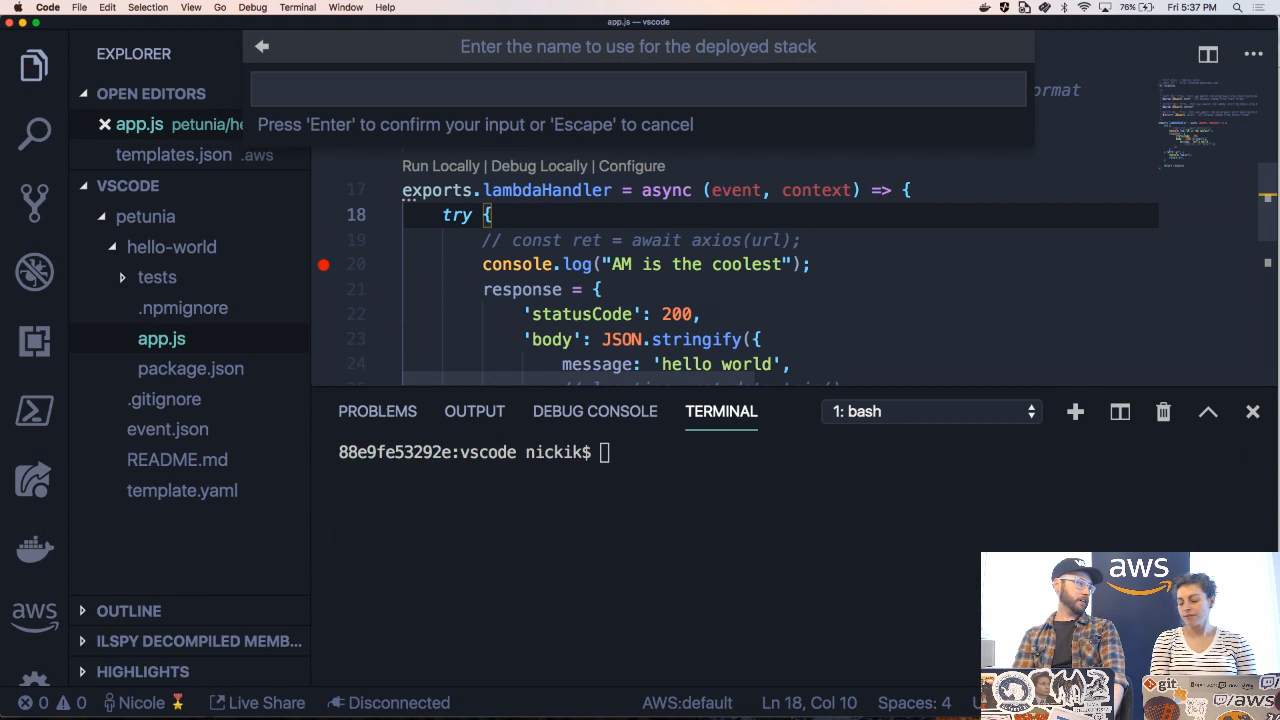 Code File Edit Selection View Go Debug Terminal Window Help 76% Fri 5:37 PM
app.js — vscode
EXPLORER
OPEN EDITORS
app.js petunia/he
templates.json .aws
VSCODE
petunia
hello-world
tests
.npmignore
app.js
package.json
.gitignore
event.json
README.md
template.yaml
OUTLINE
ILSPY DECOMPILED MEMB...
HIGHLIGHTS
aws
Enter the name to use for the deployed stack
ormat
Press 'Enter' to confirm your input or 'Escape' to cancel
Run Locally | Debug Locally | Configure
17 exports.lambdaHandler = async (event, context) => {
18 try {
19 // const ret = await axios(url);
20 console.log("AM is the coolest");
21 response = {
22 'statusCode': 200,
23 'body': JSON.stringify({
24 message: 'hello world',
PROBLEMS OUTPUT DEBUG CONSOLE TERMINAL 1: bash
88e9fe53292e:vscode nickik$
aws
git
/aws
0 0 Nicole Live Share Disconnected AWS:default Ln 18, Col 10 Spaces: 4